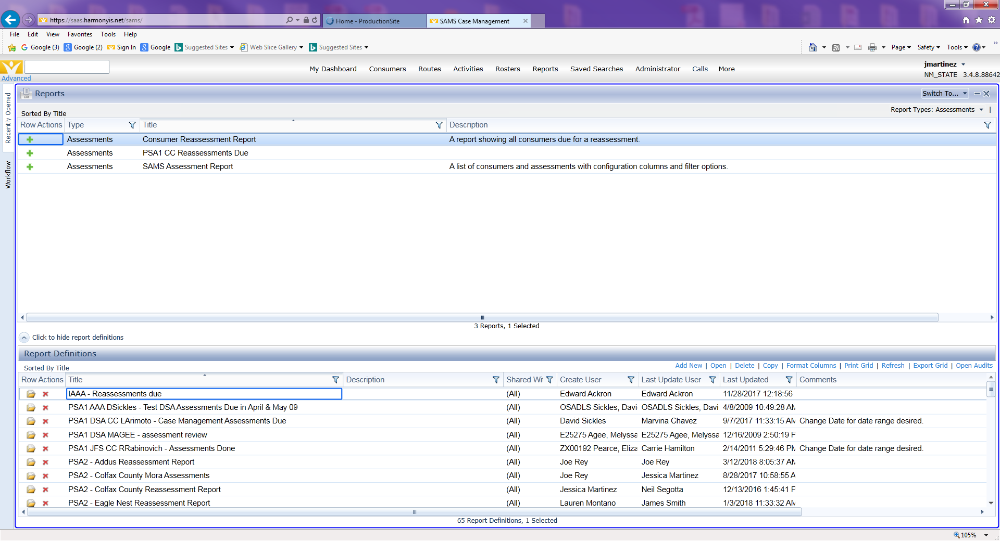 https://saas.harmonyis.net/sams/
Home - ProductionSite
SAMS Case Management
File Edit View Favorites Tools Help
Google (3) Google (2) Sign In Google Suggested Sites Web Slice Gallery Suggested Sites
Page Safety Tools
My Dashboard Consumers Routes Activities Rosters Reports Saved Searches Administrator Calls More
jmartinez
NM_STATE 3.4.8.88642
Advanced
Recently Opened
Workflow
Reports
Switch To...
Sorted By Title
Report Types: Assessments
Row Actions Type Title Description
Assessments Consumer Reassessment Report A report showing all consumers due for a reassessment.
Assessments PSA1 CC Reassessments Due
Assessments SAMS Assessment Report A list of consumers and assessments with configuration columns and filter options.
3 Reports, 1 Selected
Click to hide report definitions
Report Definitions
Sorted By Title
Add New | Open | Delete | Copy | Format Columns | Print Grid | Refresh | Export Grid | Open Audits
Row Actions Title Description Shared Wit Create User Last Update User Last Updated Comments
IAAA - Reassessments due (All) Edward Ackron Edward Ackron 11/28/2017 12:18:56
PSA1 AAA DSickles - Test DSA Assessments Due in April & May 09 (All) OSADLS Sickles, Davi OSADLS Sickles, Davi 4/8/2009 10:49:28 AM
PSA1 DSA CC LArimoto - Case Management Assessments Due (All) David Sickles Marvina Chavez 9/7/2017 11:33:15 AM Change Date for date range desired.
PSA1 DSA MAGEE - assessment review (All) E25275 Agee, Melyssa E25275 Agee, Melyssa 12/16/2009 2:50:19 P
PSA1 JFS CC RRabinovich - Assessments Done (All) ZX00192 Pearce, Eliza Carrie Hamilton 2/14/2011 5:29:46 PM Change Date for date range desired.
PSA2 - Addus Reassessment Report (All) Joe Rey Joe Rey 3/12/2018 8:05:37 AM
PSA2 - Colfax County Mora Assessments (All) Joe Rey Jessica Martinez 8/28/2017 10:58:55 A
PSA2 - Colfax County Reassessment Report (All) Jessica Martinez Neil Segotta 12/13/2016 1:45:41 P
PSA2 - Eagle Nest Reassessment Report (All) Lauren Montano James Smith 1/3/2018 11:33:32 AM
65 Report Definitions, 1 Selected
105%